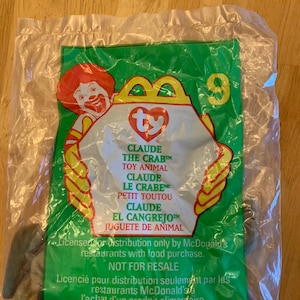 9
ty
CLAUDE
THE CRAB™
TOY ANIMAL
CLAUDE
LE CRABE™
PETIT TOUTOU
CLAUDE
EL CANGREJO™
JUGUETE DE ANIMAL
Licensed for distribution only by McDonald's
restaurants with food purchase.
NOT FOR RESALE
Licencié pour distribution seulement par les
restaurants McDonald's
l'achat d'un